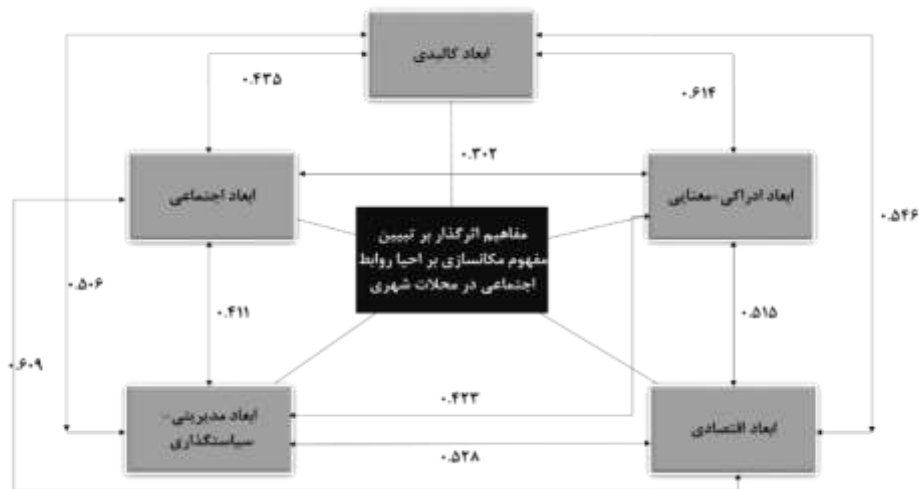 ابعاد کالبدی
۰.۴۳۵
۰.۶۱۴
۰.۳۰۲
ابعاد اجتماعی
ابعاد ادراکی-معنایی
مفاهیم اثرگذار بر تبیین
مفهوم مکانسازی بر احیا روابط
اجتماعی در محلات شهری
۰.۵۴۶
۰.۵۰۶
۰.۴۱۱
۰.۵۱۵
۰.۶۰۹
۰.۴۲۳
ابعاد مدیریتی-
سیاستگذاری
ابعاد اقتصادی
۰.۵۲۸